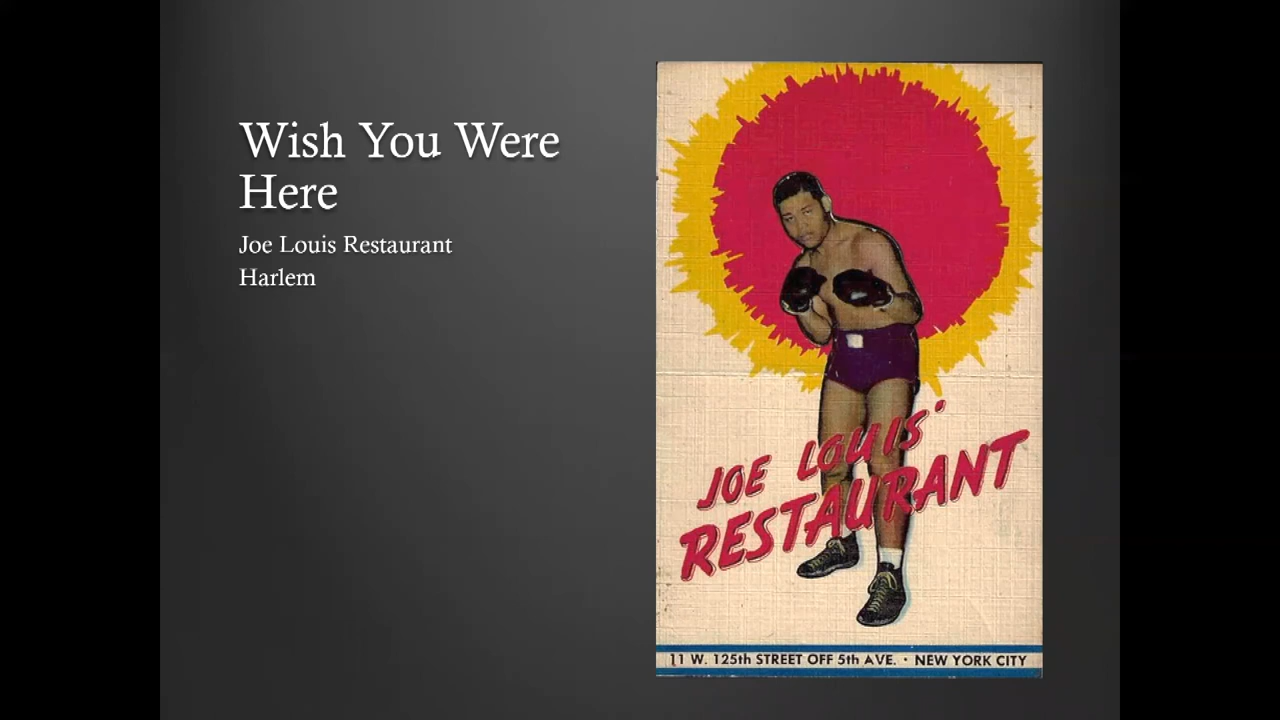 Wish You Were
Here
Joe Louis Restaurant
Harlem
JOE LOUIS'
RESTAURANT
11 W. 125th STREET OFF 5th AVE. • NEW YORK CITY